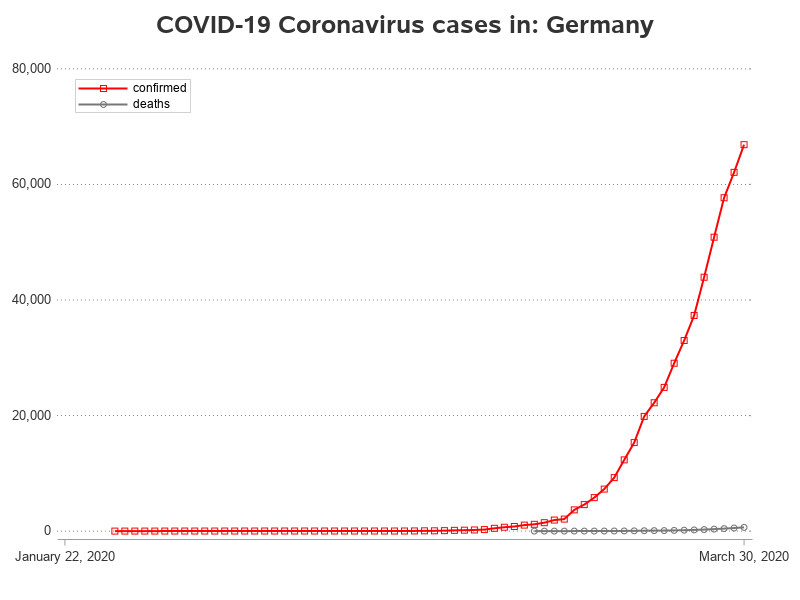 COVID-19 Coronavirus cases in: Germany
80,000
confirmed
deaths
60,000
40,000
20,000
0
January 22, 2020
March 30, 2020